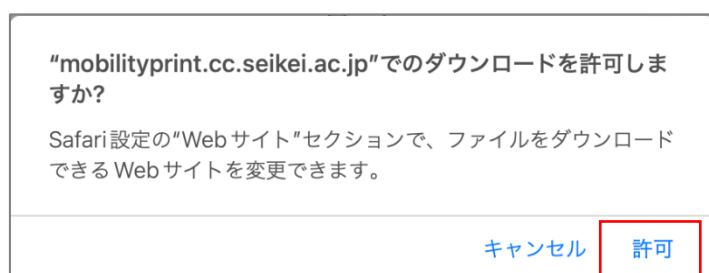 “mobilityprint.cc.seikei.ac.jp”でのダウンロードを許可しま
すか?
Safari設定の“Webサイト”セクションで、ファイルをダウンロード
できるWebサイトを変更できます。
キャンセル 許可